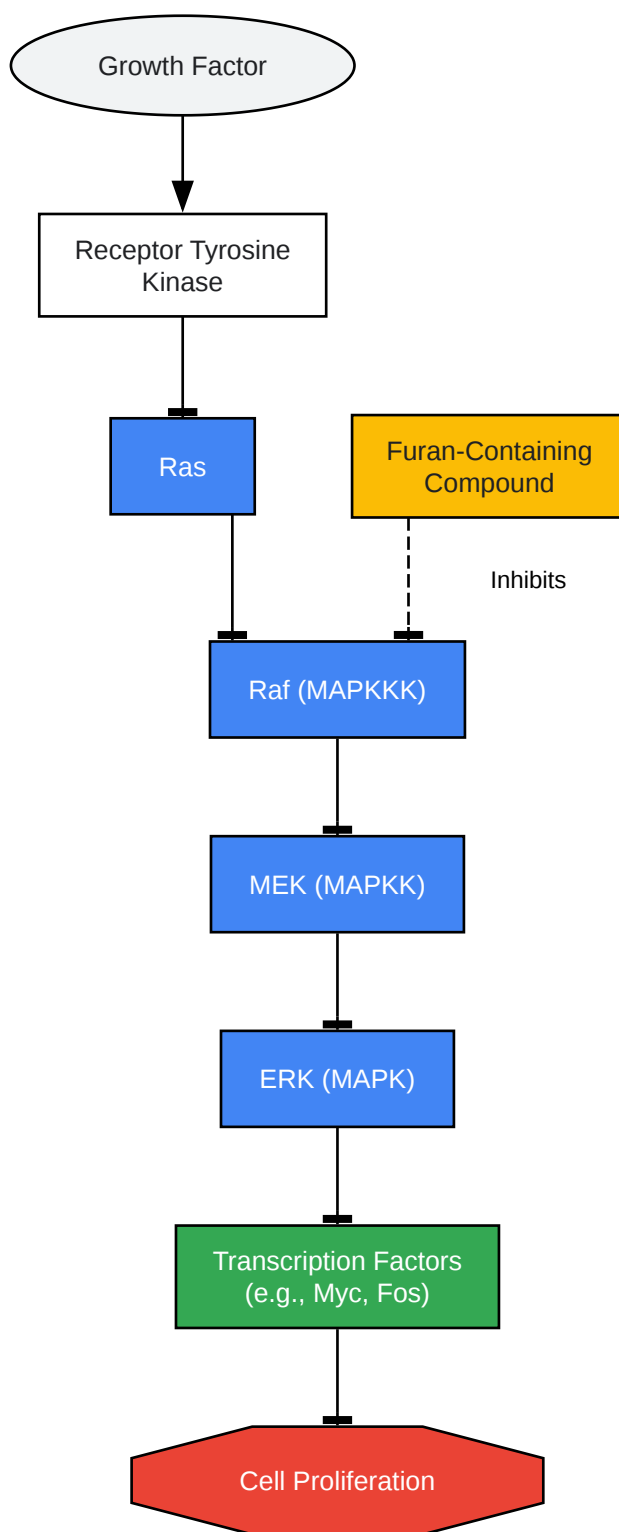 Growth Factor
Receptor Tyrosine
Kinase
Ras
Furan-Containing
Compound
Inhibits
Raf (MAPKKK)
MEK (MAPKK)
ERK (MAPK)
Transcription Factors
(e.g., Myc, Fos)
Cell Proliferation